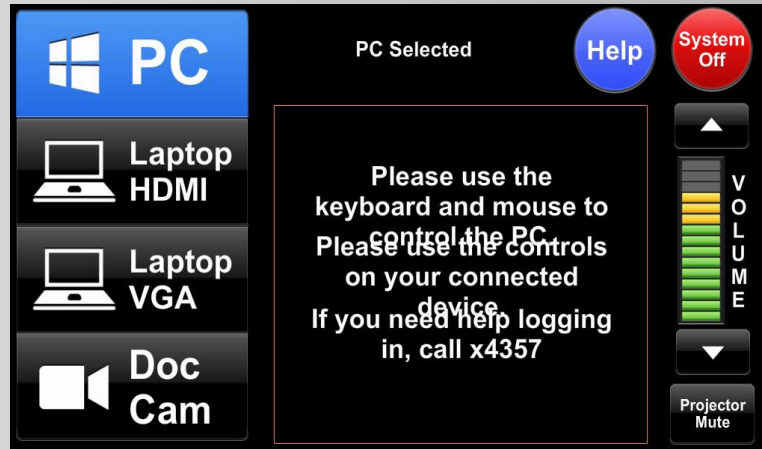 PC
PC Selected
Help
System
Off
Laptop
HDMI
Laptop
VGA
Doc
Cam
Please use the
keyboard and mouse to
control the PC.
Please use the controls
on your connected
device.
If you need help logging
in, call x4357
VOLUME
Projector
Mute